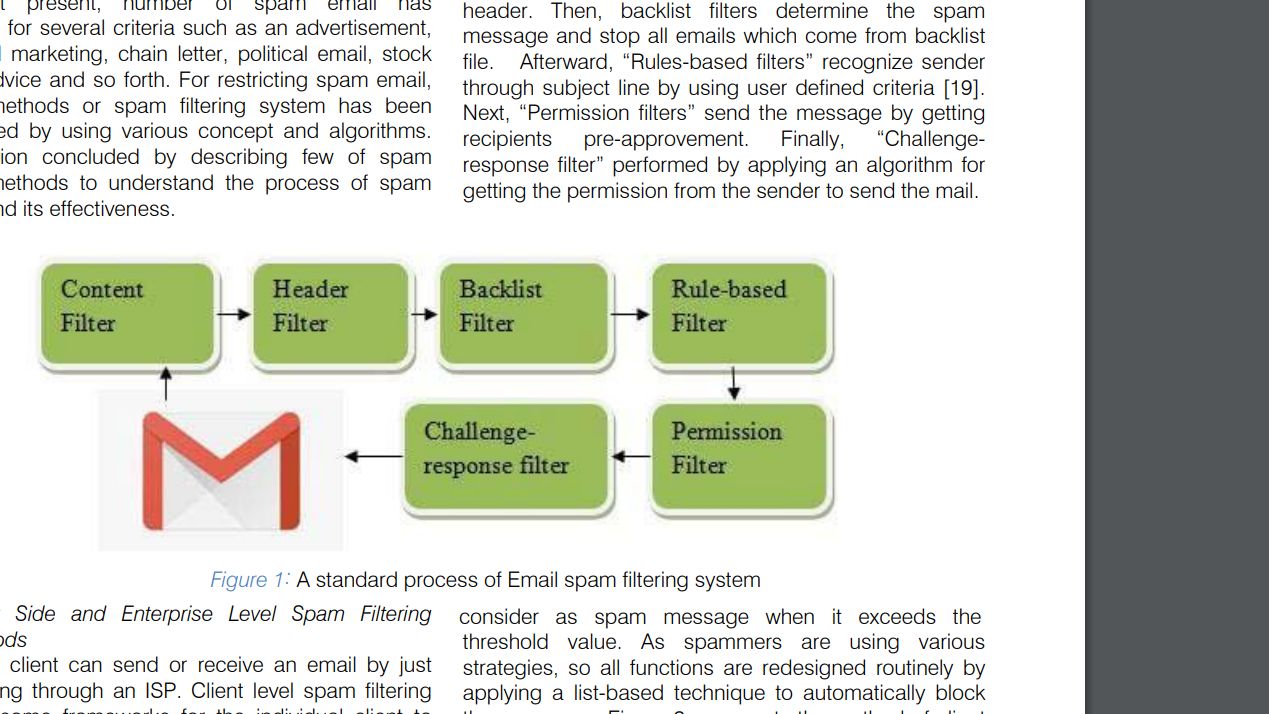 present, number of spam email has
for several criteria such as an advertisement,
marketing, chain letter, political email, stock
and so forth. For restricting spam email,
or spam filtering system has been
by using various concept and algorithms.
concluded by describing few of spam
to understand the process of spam
its effectiveness.
header. Then, backlist filters determine the spam
message and stop all emails which come from backlist
file. Afterward, “Rules-based filters” recognize sender
through subject line by using user defined criteria [19].
Next, “Permission filters” send the message by getting
recipients pre-approvement. Finally, “Challenge-
response filter” performed by applying an algorithm for
getting the permission from the sender to send the mail.
Content
Filter
Header
Filter
Backlist
Filter
Rule-based
Filter
Challenge-
response filter
Permission
Filter
Figure 1: A standard process of Email spam filtering system
Side and Enterprise Level Spam Filtering
client can send or receive an email by just
through an ISP. Client level spam filtering
consider as spam message when it exceeds the
threshold value. As spammers are using various
strategies, so all functions are redesigned routinely by
applying a list-based technique to automatically block